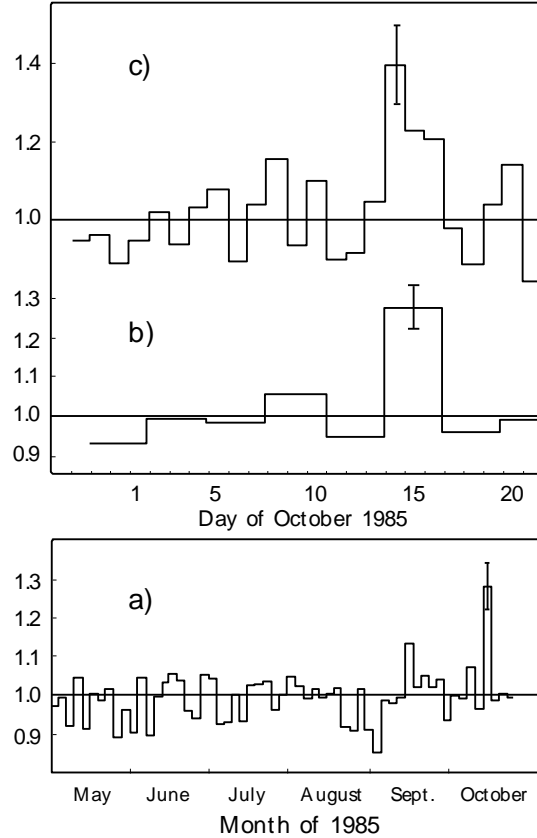 1.4
c)
1.2
1.0
1.3
b)
1.2
1.1
1.0
0.9
1 5 10 15 20
Day of October 1985
1.3
a)
1.2
1.1
1.0
0.9
May June July August Sept. October
Month of 1985